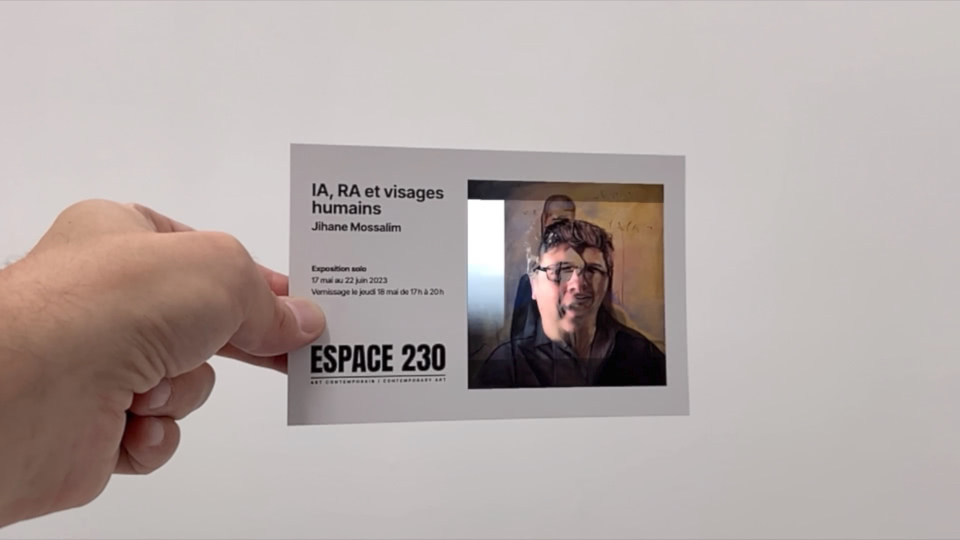 IA, RA et visages
humains
Jihane Mossalim
Exposition solo
17 mai au 22 juin 2023
Vernissage le jeudi 18 mai de 17 h à 20 h
ESPACE 230
ART CONTEMPORAIN | CONTEMPORARY ART